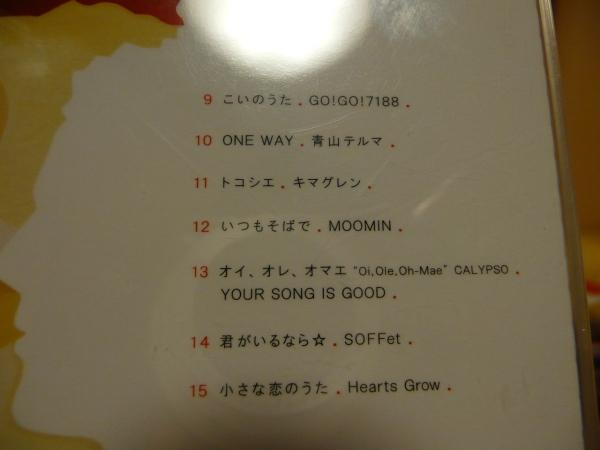 9 こいのうた . GO!GO!7188 .
10 ONE WAY . 青山テルマ .
11 トコシエ . キマグレン .
12 いつもそばで . MOOMIN .
13 オイ、オレ、オマエ "Oi,Ole,Oh-Mae" CALYPSO .
YOUR SONG IS GOOD .
14 君がいるなら☆ . SOFFet .
15 小さな恋のうた . Hearts Grow .